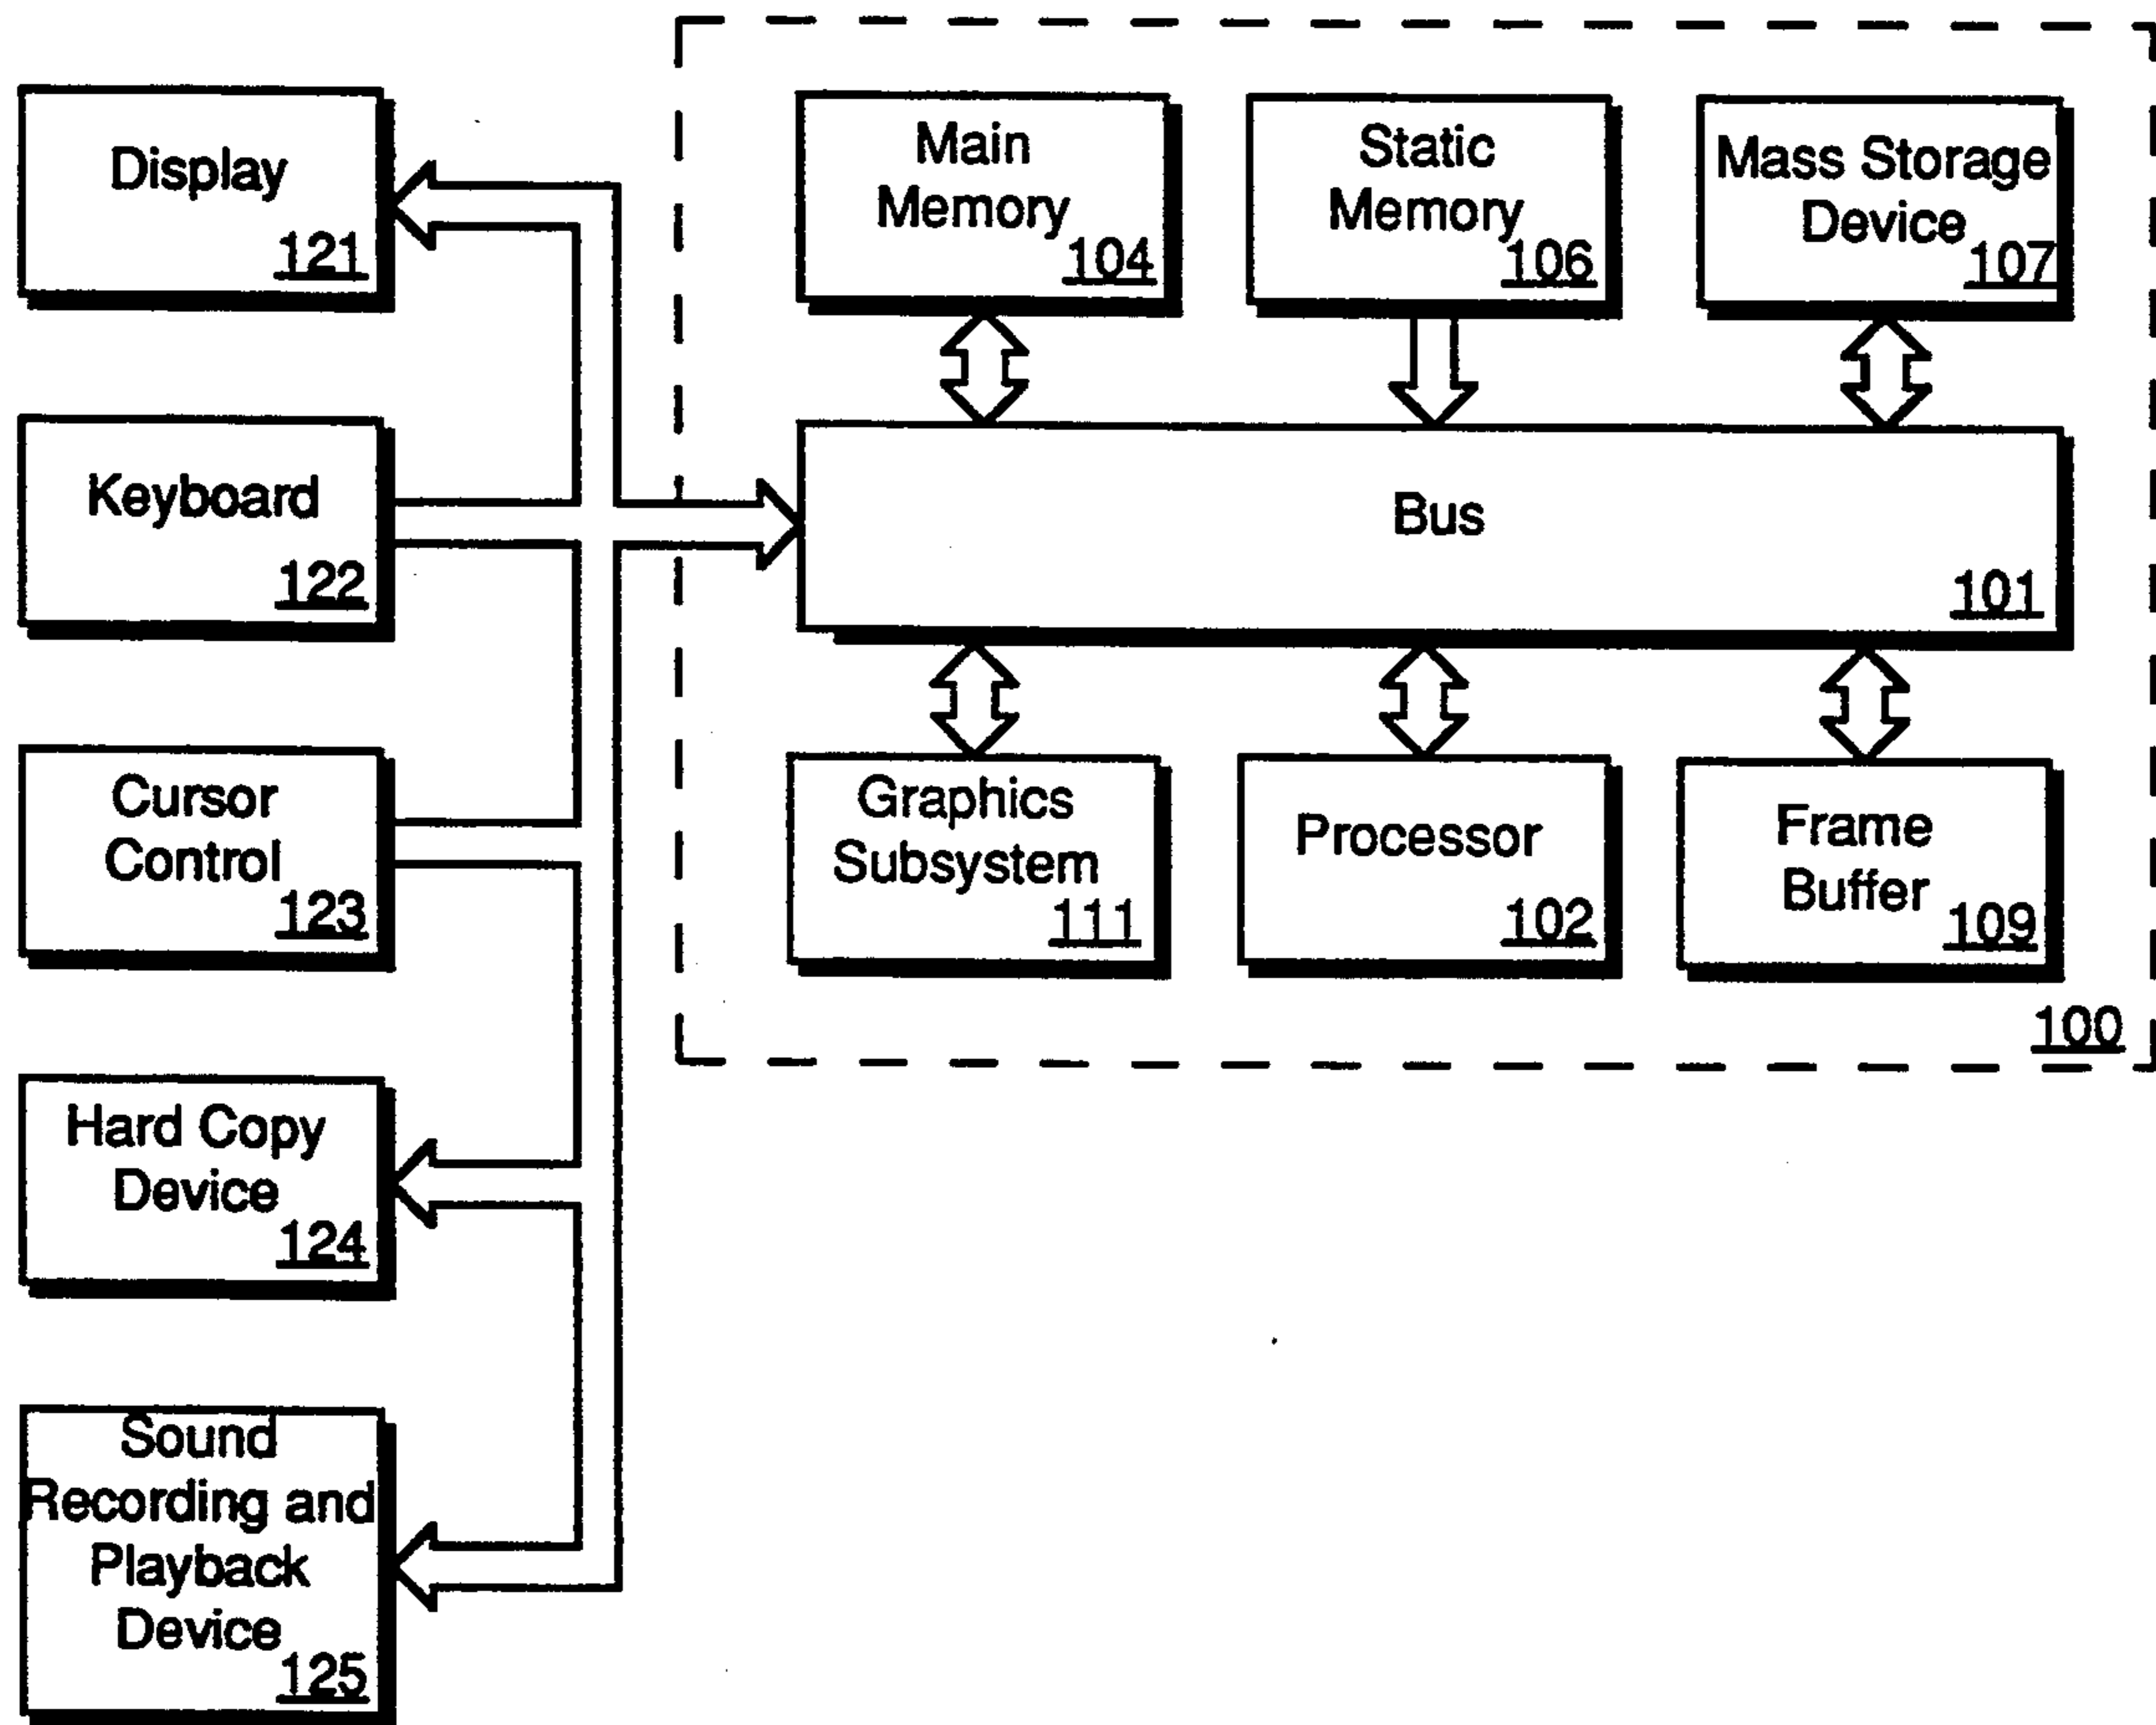 Display
121
Keyboard
122
Cursor
Control
123
Hard Copy
Device
124
Sound
Recording and
Playback
Device
125
Main
Memory
104
Static
Memory
106
Mass Storage
Device
107
Bus
101
Graphics
Subsystem
111
Processor
102
Frame
Buffer
109
100